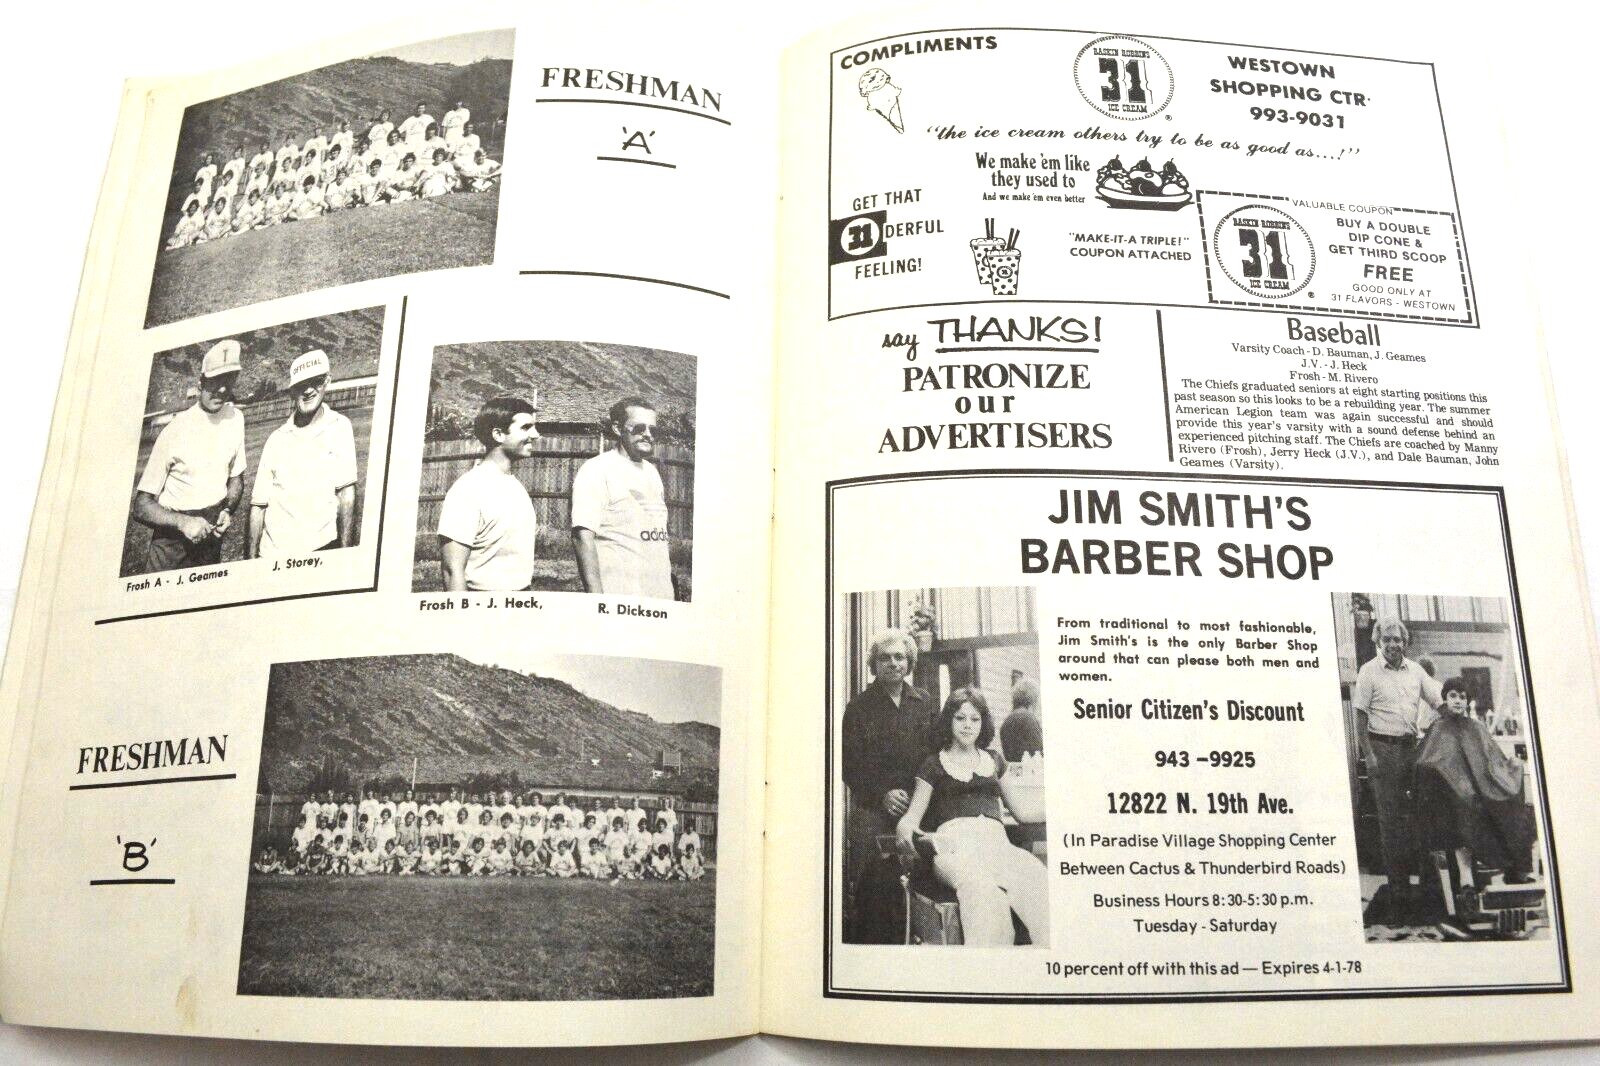 FRESHMAN
'A'
T
OFFICIAL
Frosh A - J. Geames
J. Storey,
adidas
Frosh B - J. Heck,
R. Dickson
FRESHMAN
'B'
COMPLIMENTS
BASKIN ROBBINS
31
ICE CREAM
®
WESTOWN
SHOPPING CTR.
993-9031
"the ice cream others try to be as good as...!"
We make 'em like
they used to
And we make 'em even better
GET THAT
31 DERFUL
FEELING!
"MAKE-IT-A TRIPLE!"
COUPON ATTACHED
VALUABLE COUPON
BASKIN ROBBINS
31
ICE CREAM
®
BUY A DOUBLE
DIP CONE &
GET THIRD SCOOP
FREE
GOOD ONLY AT
31 FLAVORS - WESTOWN
say THANKS!
PATRONIZE
our
ADVERTISERS
Baseball
Varsity Coach - D. Bauman, J. Geames
J.V. - J. Heck
Frosh - M. Rivero
The Chiefs graduated seniors at eight starting positions this
past season so this looks to be a rebuilding year. The summer
American Legion team was again successful and should
provide this year's varsity with a sound defense behind an
experienced pitching staff. The Chiefs are coached by Manny
Rivero (Frosh), Jerry Heck (J.V.), and Dale Bauman, John
Geames (Varsity).
JIM SMITH'S
BARBER SHOP
From traditional to most fashionable,
Jim Smith's is the only Barber Shop
around that can please both men and
women.
Senior Citizen's Discount
943-9925
12822 N. 19th Ave.
(In Paradise Village Shopping Center
Between Cactus & Thunderbird Roads)
Business Hours 8:30-5:30 p.m.
Tuesday - Saturday
10 percent off with this ad — Expires 4-1-78